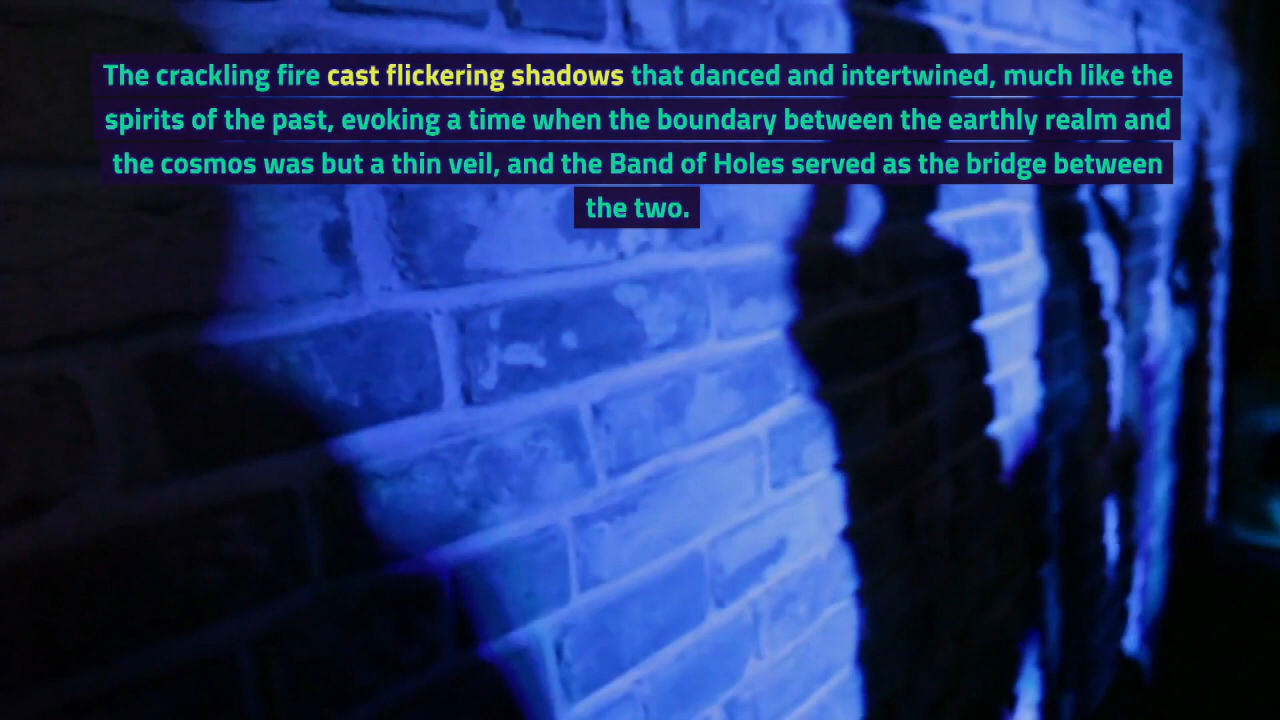 The crackling fire cast flickering shadows that danced and intertwined, much like the
spirits of the past, evoking a time when the boundary between the earthly realm and
the cosmos was but a thin veil, and the Band of Holes served as the bridge between
the two.